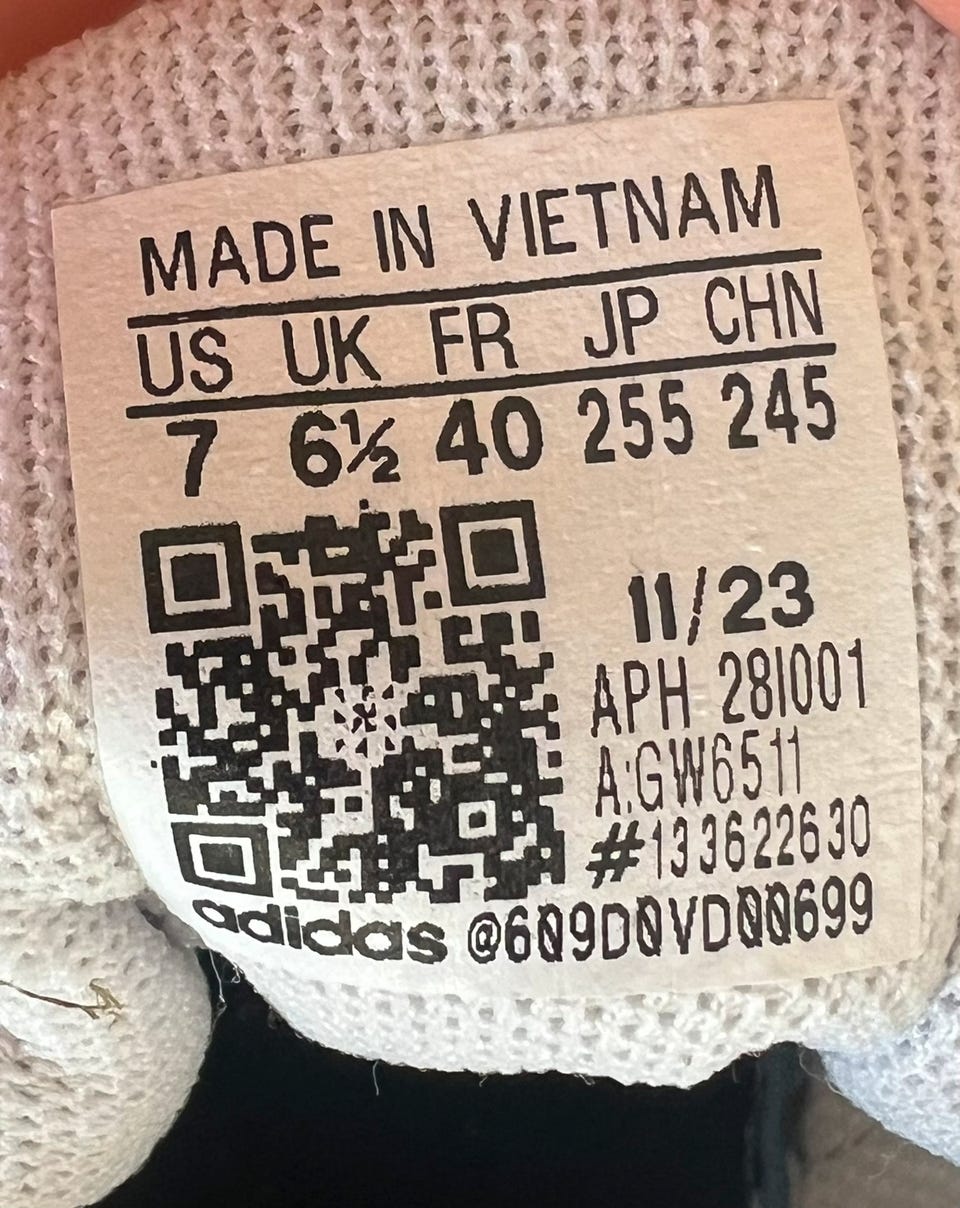 MADE IN VIETNAM
US UK FR JP CHN
7 6½ 40 255 245
11/23
APH 281001
A:GW6511
#133622630
adidas @609D0VD00699